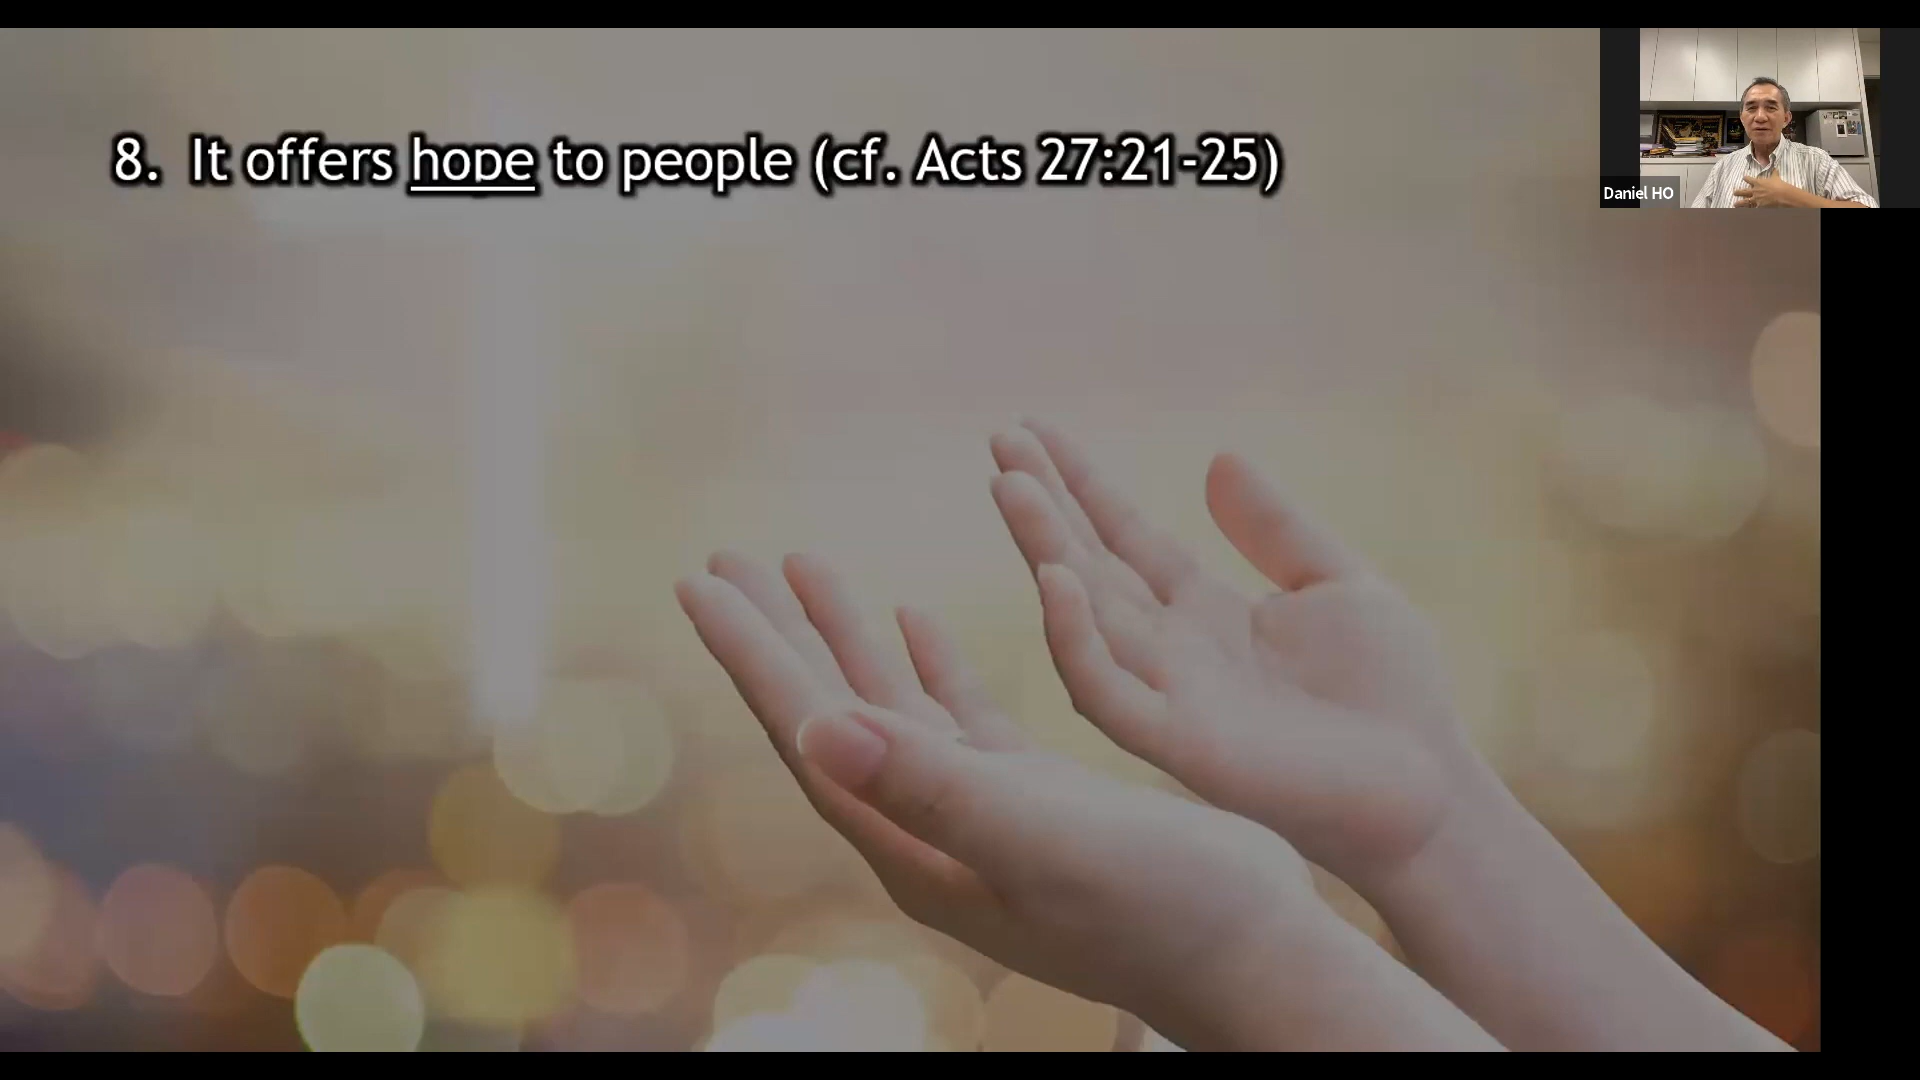 8. It offers hope to people (cf. Acts 27:21-25)
Daniel HO